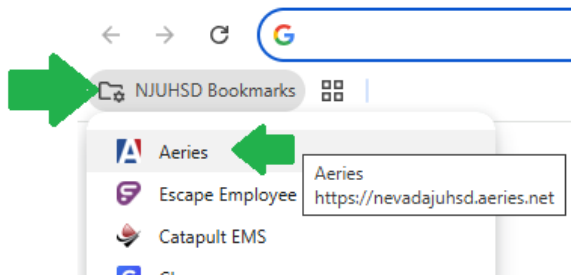 NJUHSD Bookmarks
Aeries
Aeries
https://nevadajuhsd.aeries.net
Escape Employee
Catapult EMS